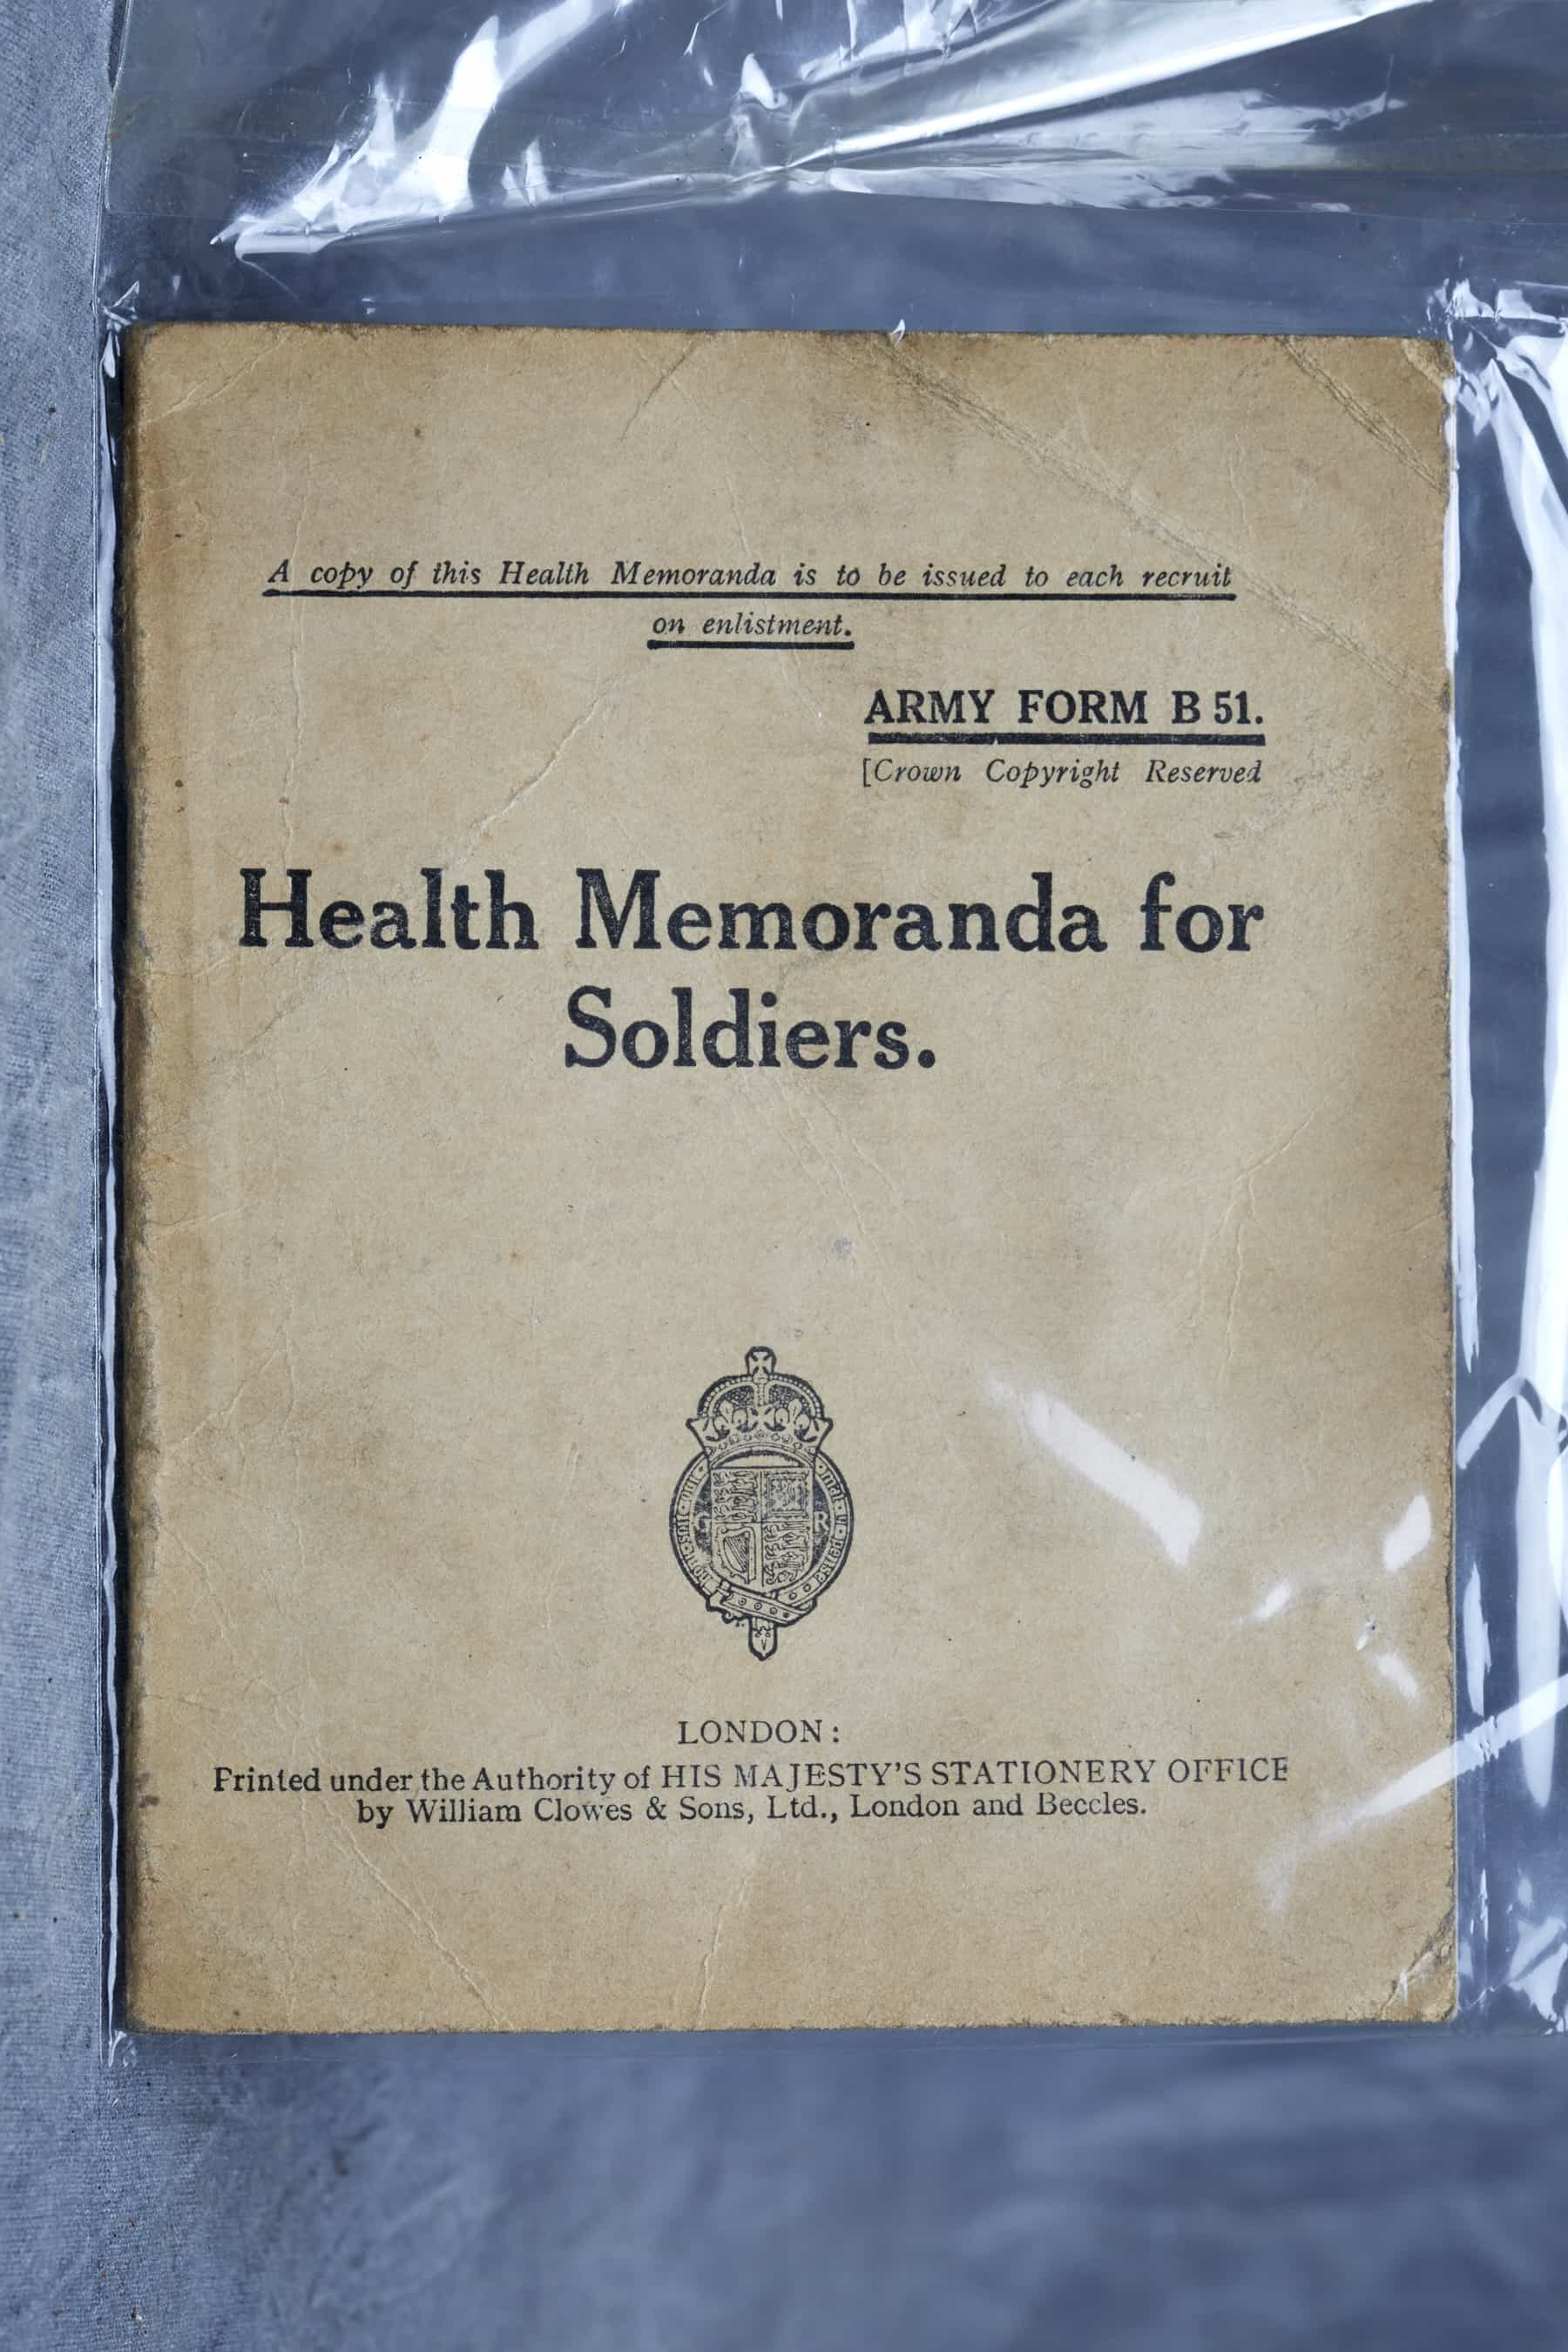 A copy of this Health Memoranda is to be issued to each recruit
on enlistment.
ARMY FORM B 51.
[Crown Copyright Reserved
Health Memoranda for
Soldiers.
G R
LONDON:
Printed under the Authority of HIS MAJESTY'S STATIONERY OFFICE
by William Clowes & Sons, Ltd., London and Beccles.